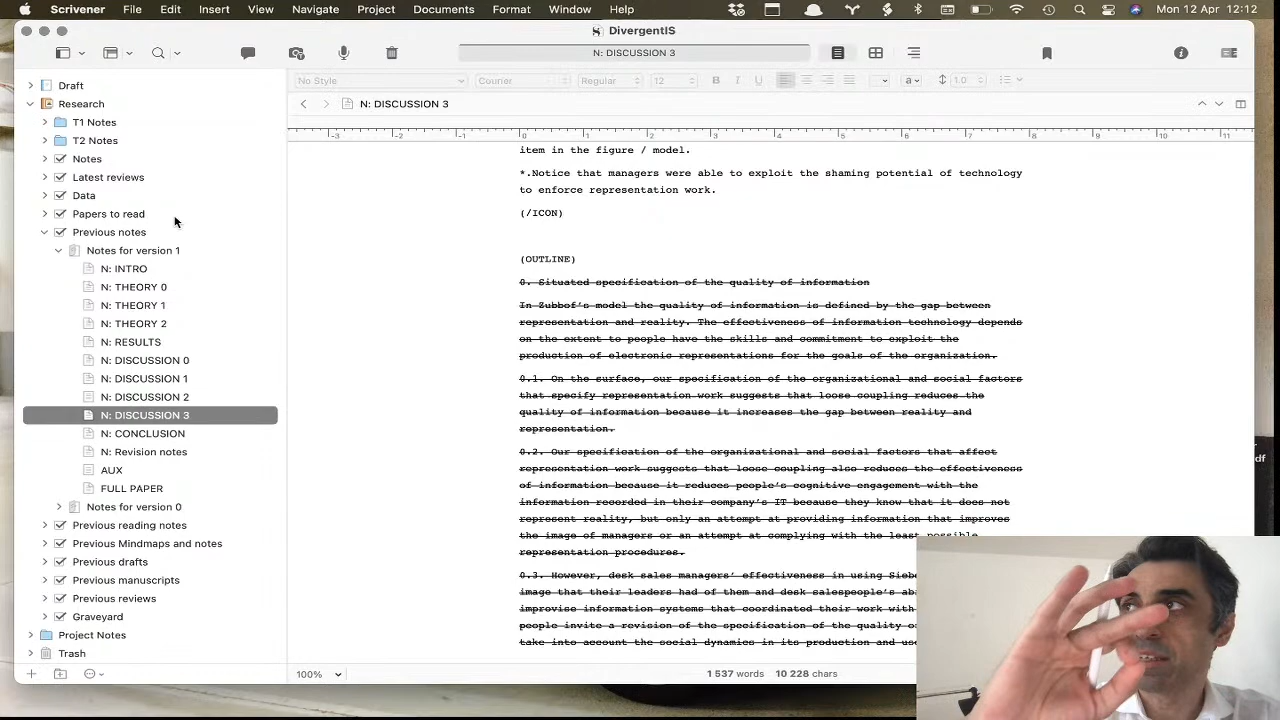 Scrivener File Edit Insert View Navigate Project Documents Format Window Help Mon 12 Apr 12:12
DivergentIS
N: DISCUSSION 3
No Style Courier Regular 12 B I U a 1.0
N: DISCUSSION 3
Draft
Research
T1 Notes
T2 Notes
Notes
Latest reviews
Data
Papers to read
Previous notes
Notes for version 1
N: INTRO
N: THEORY 0
N: THEORY 1
N: THEORY 2
N: RESULTS
N: DISCUSSION 0
N: DISCUSSION 1
N: DISCUSSION 2
N: DISCUSSION 3
N: CONCLUSION
N: Revision notes
AUX
FULL PAPER
Notes for version 0
Previous reading notes
Previous Mindmaps and notes
Previous drafts
Previous manuscripts
Previous reviews
Graveyard
Project Notes
Trash
-3 -2 -1 0 1 2 3 4 5 6 7 8 9 10 11
item in the figure / model.
*.Notice that managers were able to exploit the shaming potential of technology
to enforce representation work.
(/ICON)
(OUTLINE)
0. Situated specification of the quality of information
In Zubbof's model the quality of information is defined by the gap between
representation and reality. The effectiveness of information technology depends
on the extent to people have the skills and commitment to exploit the
production of electronic representations for the goals of the organization.
0.1. On the surface, our specification of the organizational and social factors
that specify representation work suggests that loose coupling reduces the
quality of information because it increases the gap between reality and
representation.
0.2. Our specification of the organizational and social factors that affect
representation work suggests that loose coupling also reduces the effectiveness
of information because it reduces people's cognitive engagement with the
information recorded in their company's IT because they know that it does not
represent reality, but only an attempt at providing information that improves
the image of managers or an attempt at complying with the least possible
representation procedures.
0.3. However, desk sales managers' effectiveness in using
image that their leaders had of them and desk salespeople's
improvise information systems that coordinated their work with
people invite a revision of the specification of the quality
take into account the social dynamics in its production and
100% 1 537 words 10 228 chars
df